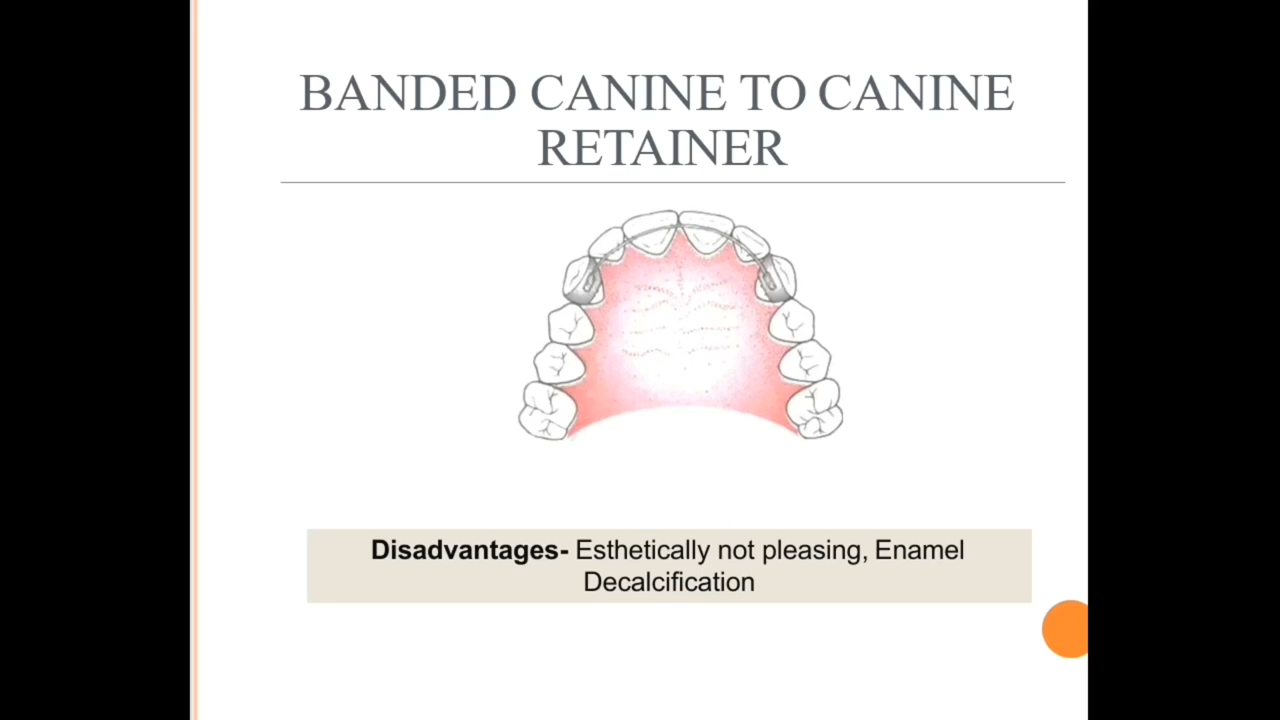 BANDED CANINE TO CANINE
RETAINER
Disadvantages- Esthetically not pleasing, Enamel
Decalcification